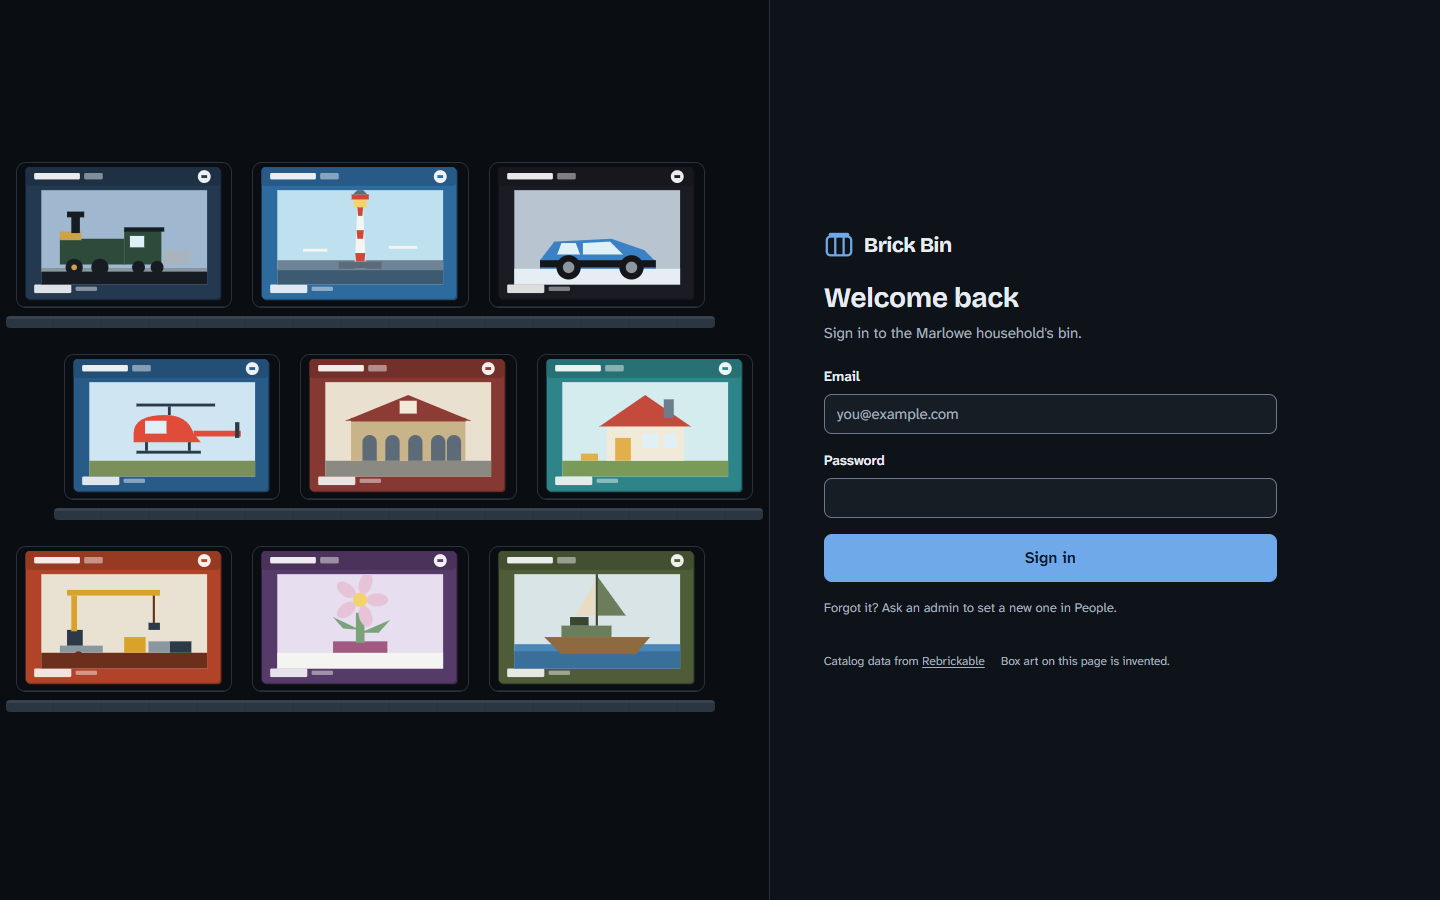 Brick Bin
Welcome back
Sign in to the Marlowe household's bin.
Email
you@example.com
Password
Sign in
Forgot it? Ask an admin to set a new one in People.
Catalog data from Rebrickable Box art on this page is invented.